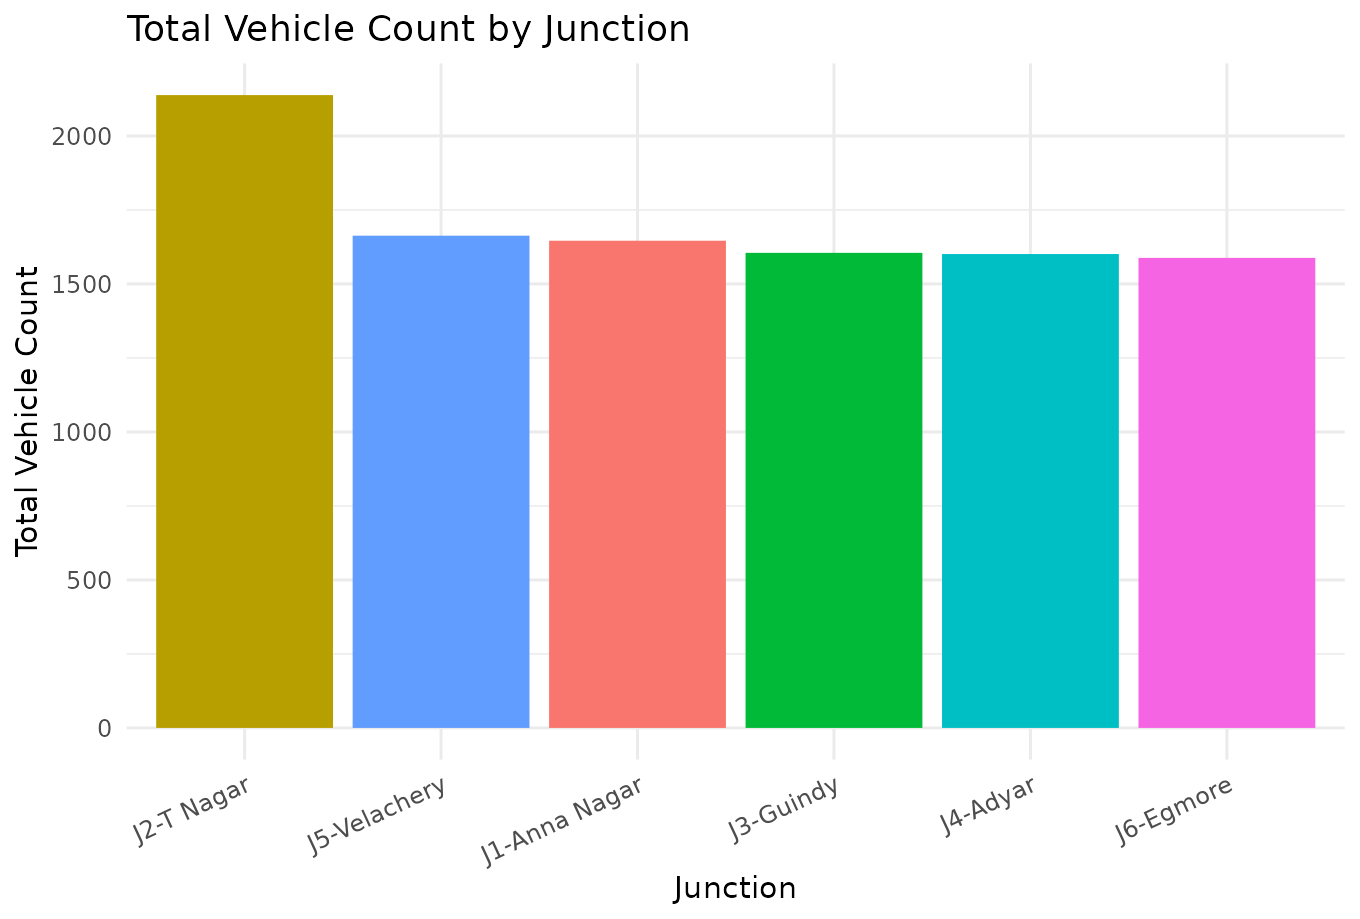 Total Vehicle Count by Junction
Total Vehicle Count
2000
1500
1000
500
0
J2-T Nagar
J5-Velachery
J1-Anna Nagar
J3-Guindy
J4-Adyar
J6-Egmore
Junction